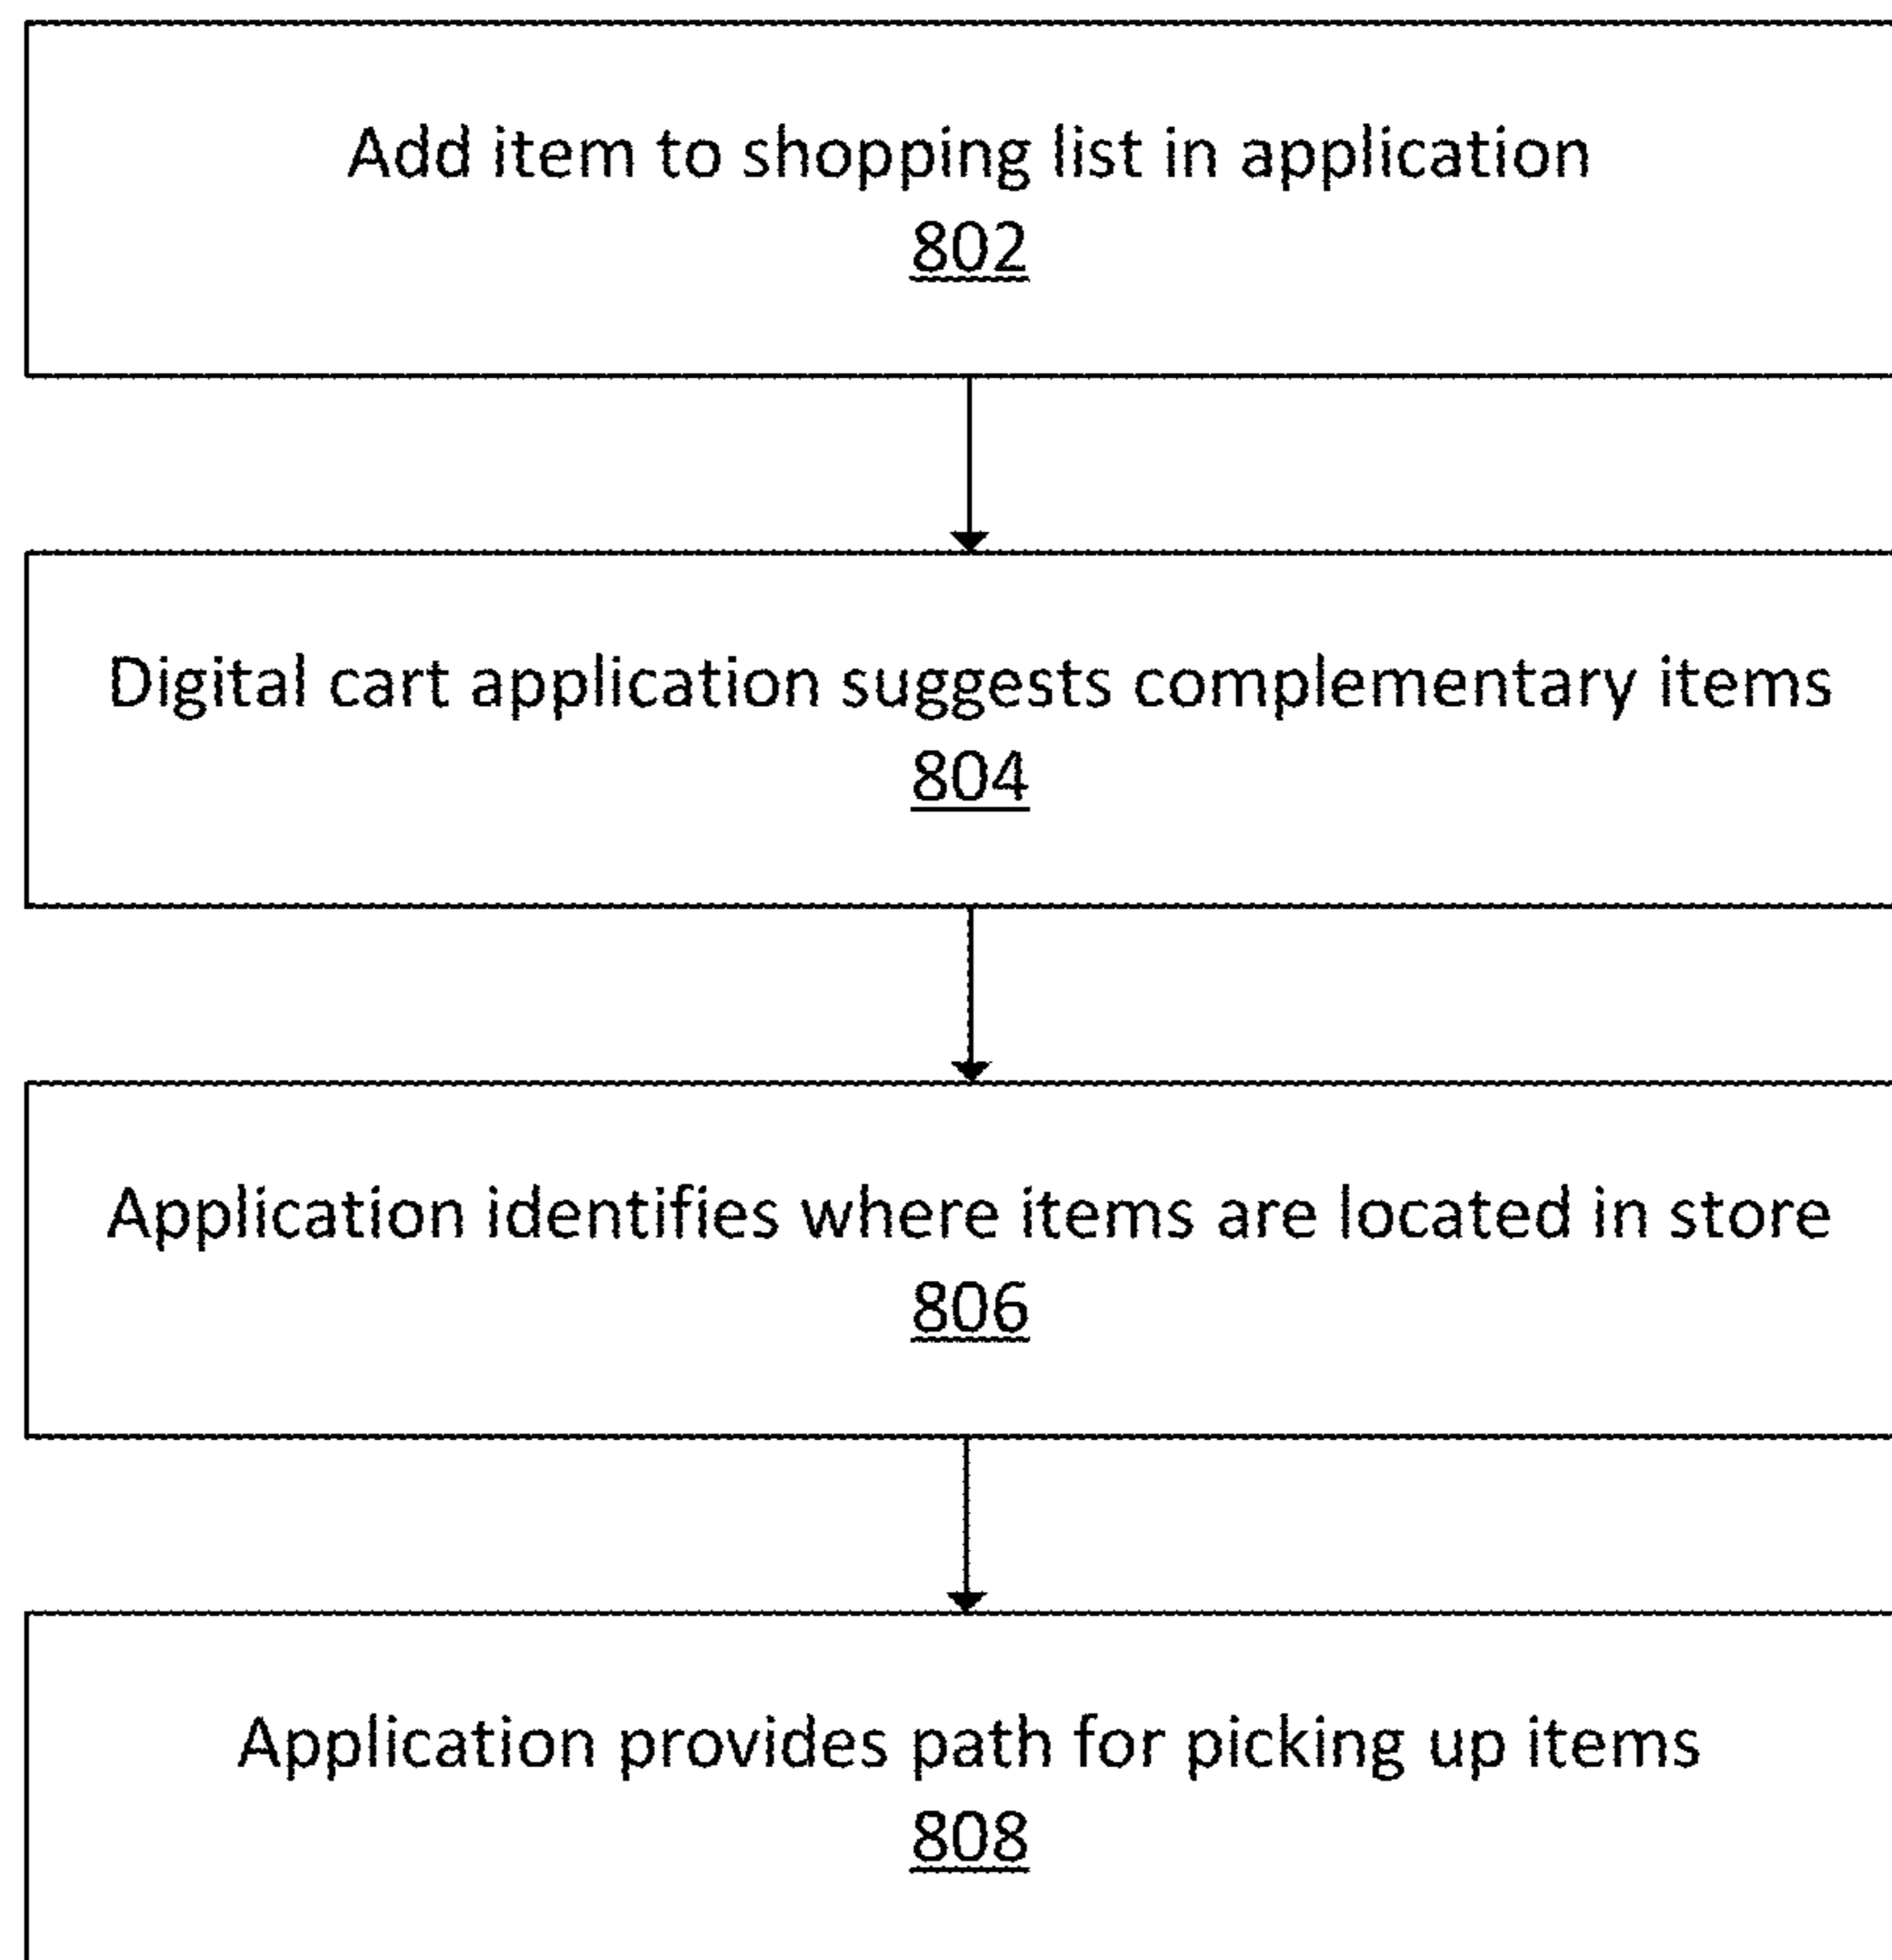 Add item to shopping list in application
802
Digital cart application suggests complementary items
804
Application identifies where items are located in store
806
Application provides path for picking up items
808